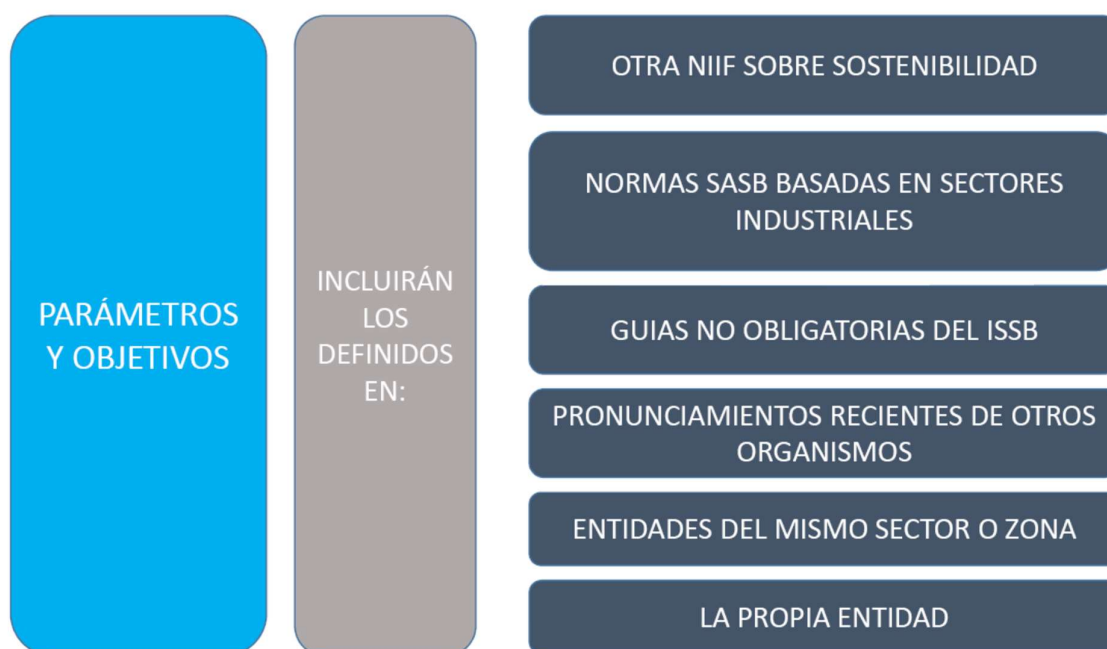 PARÁMETROS
Y OBJETIVOS
INCLUIRÁN
LOS
DEFINIDOS
EN:
OTRA NIIF SOBRE SOSTENIBILIDAD
NORMAS SASB BASADAS EN SECTORES
INDUSTRIALES
GUIAS NO OBLIGATORIAS DEL ISSB
PRONUNCIAMIENTOS RECIENTES DE OTROS
ORGANISMOS
ENTIDADES DEL MISMO SECTOR O ZONA
LA PROPIA ENTIDAD